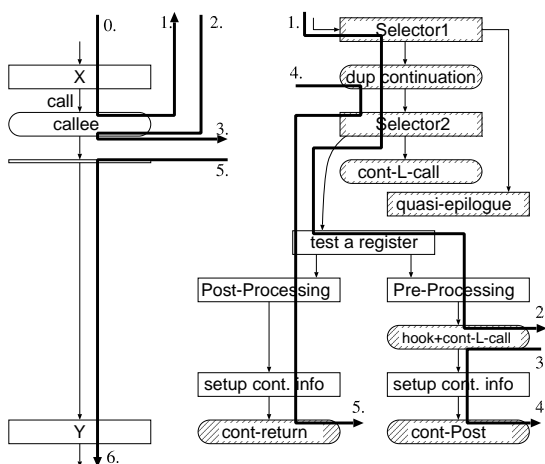 0.
1.
2.
X
call
callee
3.
5.
Y
6.
1.
Selector1
4.
dup continuation
Selector2
cont-L-call
quasi-epilogue
test a register
Post-Processing
Pre-Processing
2
hook+cont-L-call
3
setup cont. info
setup cont. info
5.
4
cont-return
cont-Post